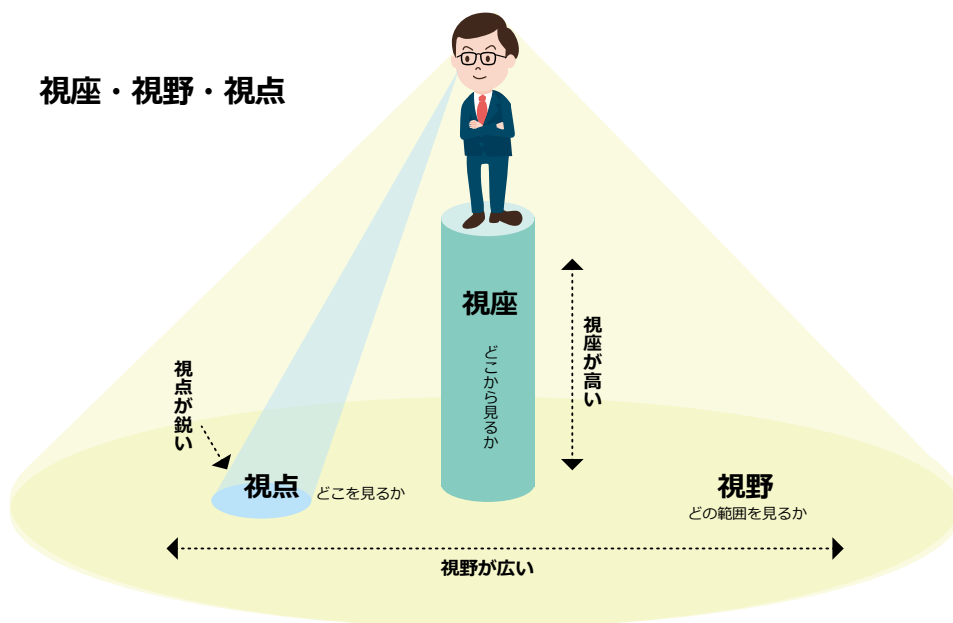 視座・視野・視点
視座
どこから見るか
視座が高い
視点が鋭い
視点
どこを見るか
視野
どの範囲を見るか
視野が広い